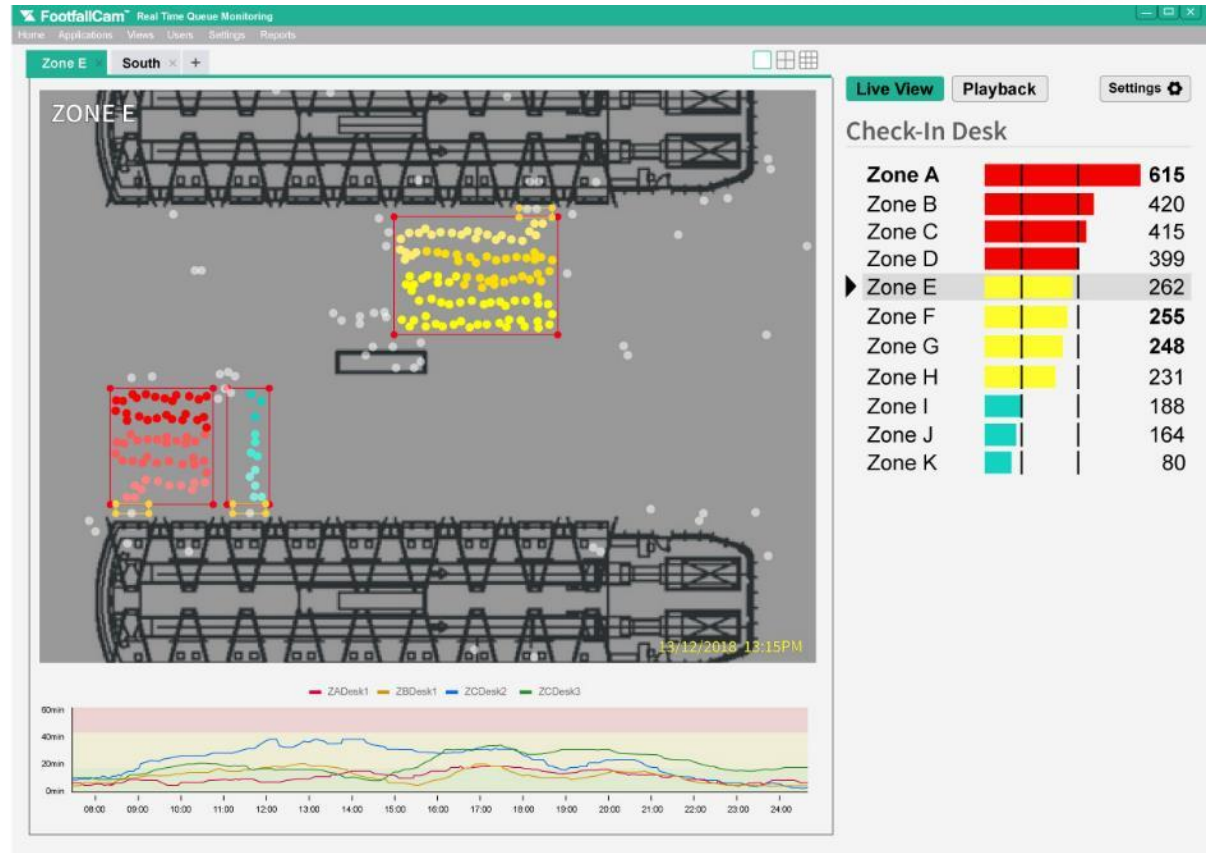 FootfallCam™ Real Time Queue Monitoring
Home Applications Views Users Settings Reports
Zone E × South × +
ZONE E
13/12/2018 13:15PM
ZADesk1 ZBDesk1 ZCDesk2 ZCDesk3
60min
40min
20min
0min
08:00 09:00 10:00 11:00 12:00 13:00 14:00 15:00 16:00 17:00 18:00 19:00 20:00 21:00 22:00 23:00 24:00
Live View Playback Settings
Check-In Desk
Zone A 615
Zone B 420
Zone C 415
Zone D 399
Zone E 262
Zone F 255
Zone G 248
Zone H 231
Zone I 188
Zone J 164
Zone K 80